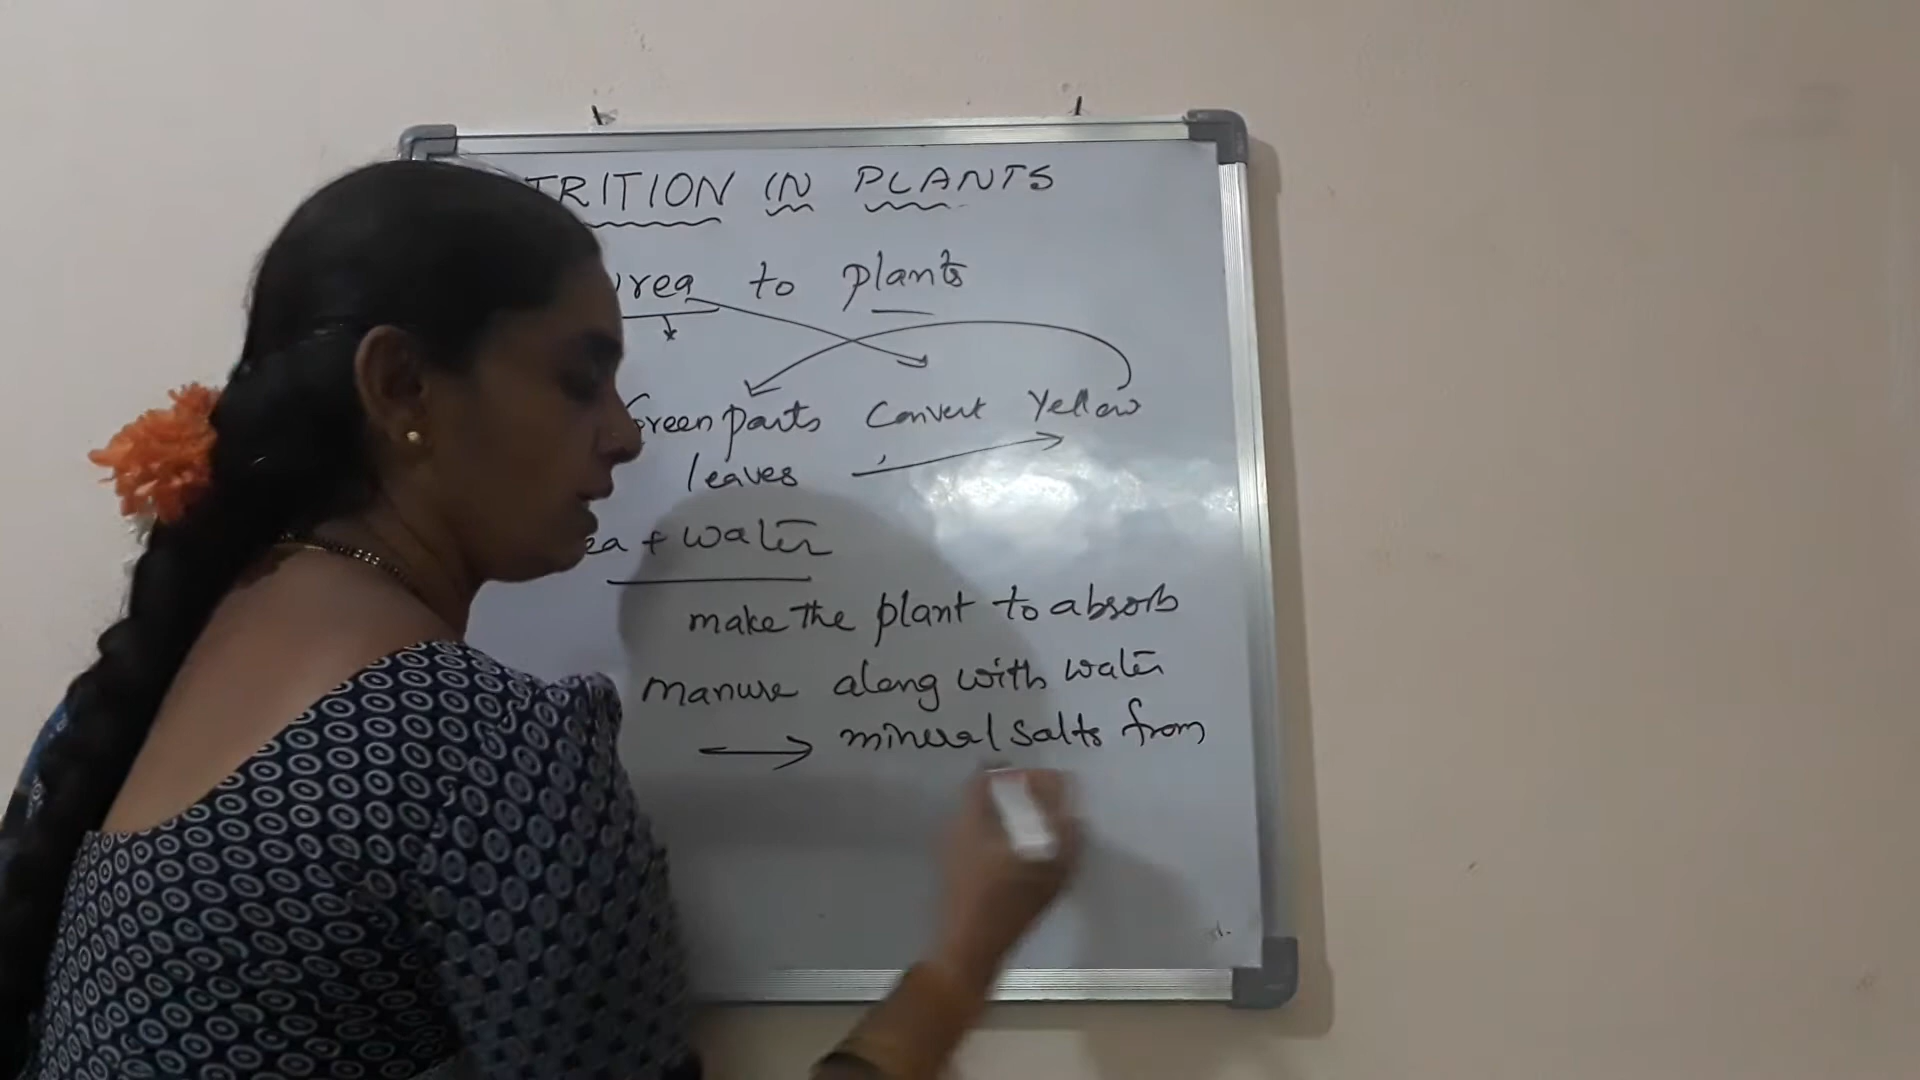 TRITION IN PLANTS
urea to plants
Green parts Convert Yellow
leaves
ea + water
make the plant to absorb
manure along with water
→ mineral salts from